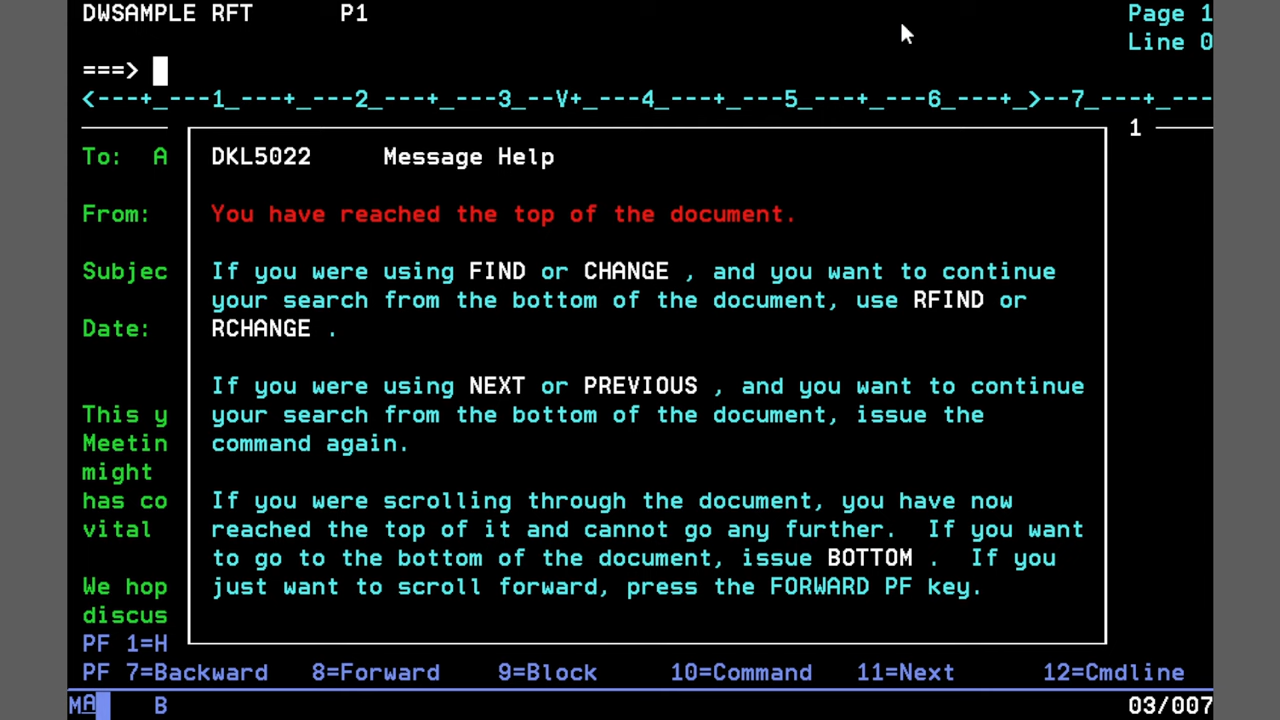 DWSAMPLE RFT P1 Page 1
Line 0
===>
<---+_---1_---+_---2_---+_---3_--V+_---4_---+_---5_---+_---6_---+_>--7_---+_---
1
To: A DKL5022 Message Help
From: You have reached the top of the document.
Subjec If you were using FIND or CHANGE , and you want to continue
your search from the bottom of the document, use RFIND or
Date: RCHANGE .
If you were using NEXT or PREVIOUS , and you want to continue
This y your search from the bottom of the document, issue the
Meetin command again.
might
has co If you were scrolling through the document, you have now
vital reached the top of it and cannot go any further. If you want
to go to the bottom of the document, issue BOTTOM . If you
We hop just want to scroll forward, press the FORWARD PF key.
discus
PF 1=H
PF 7=Backward 8=Forward 9=Block 10=Command 11=Next 12=Cmdline
MA B 03/007